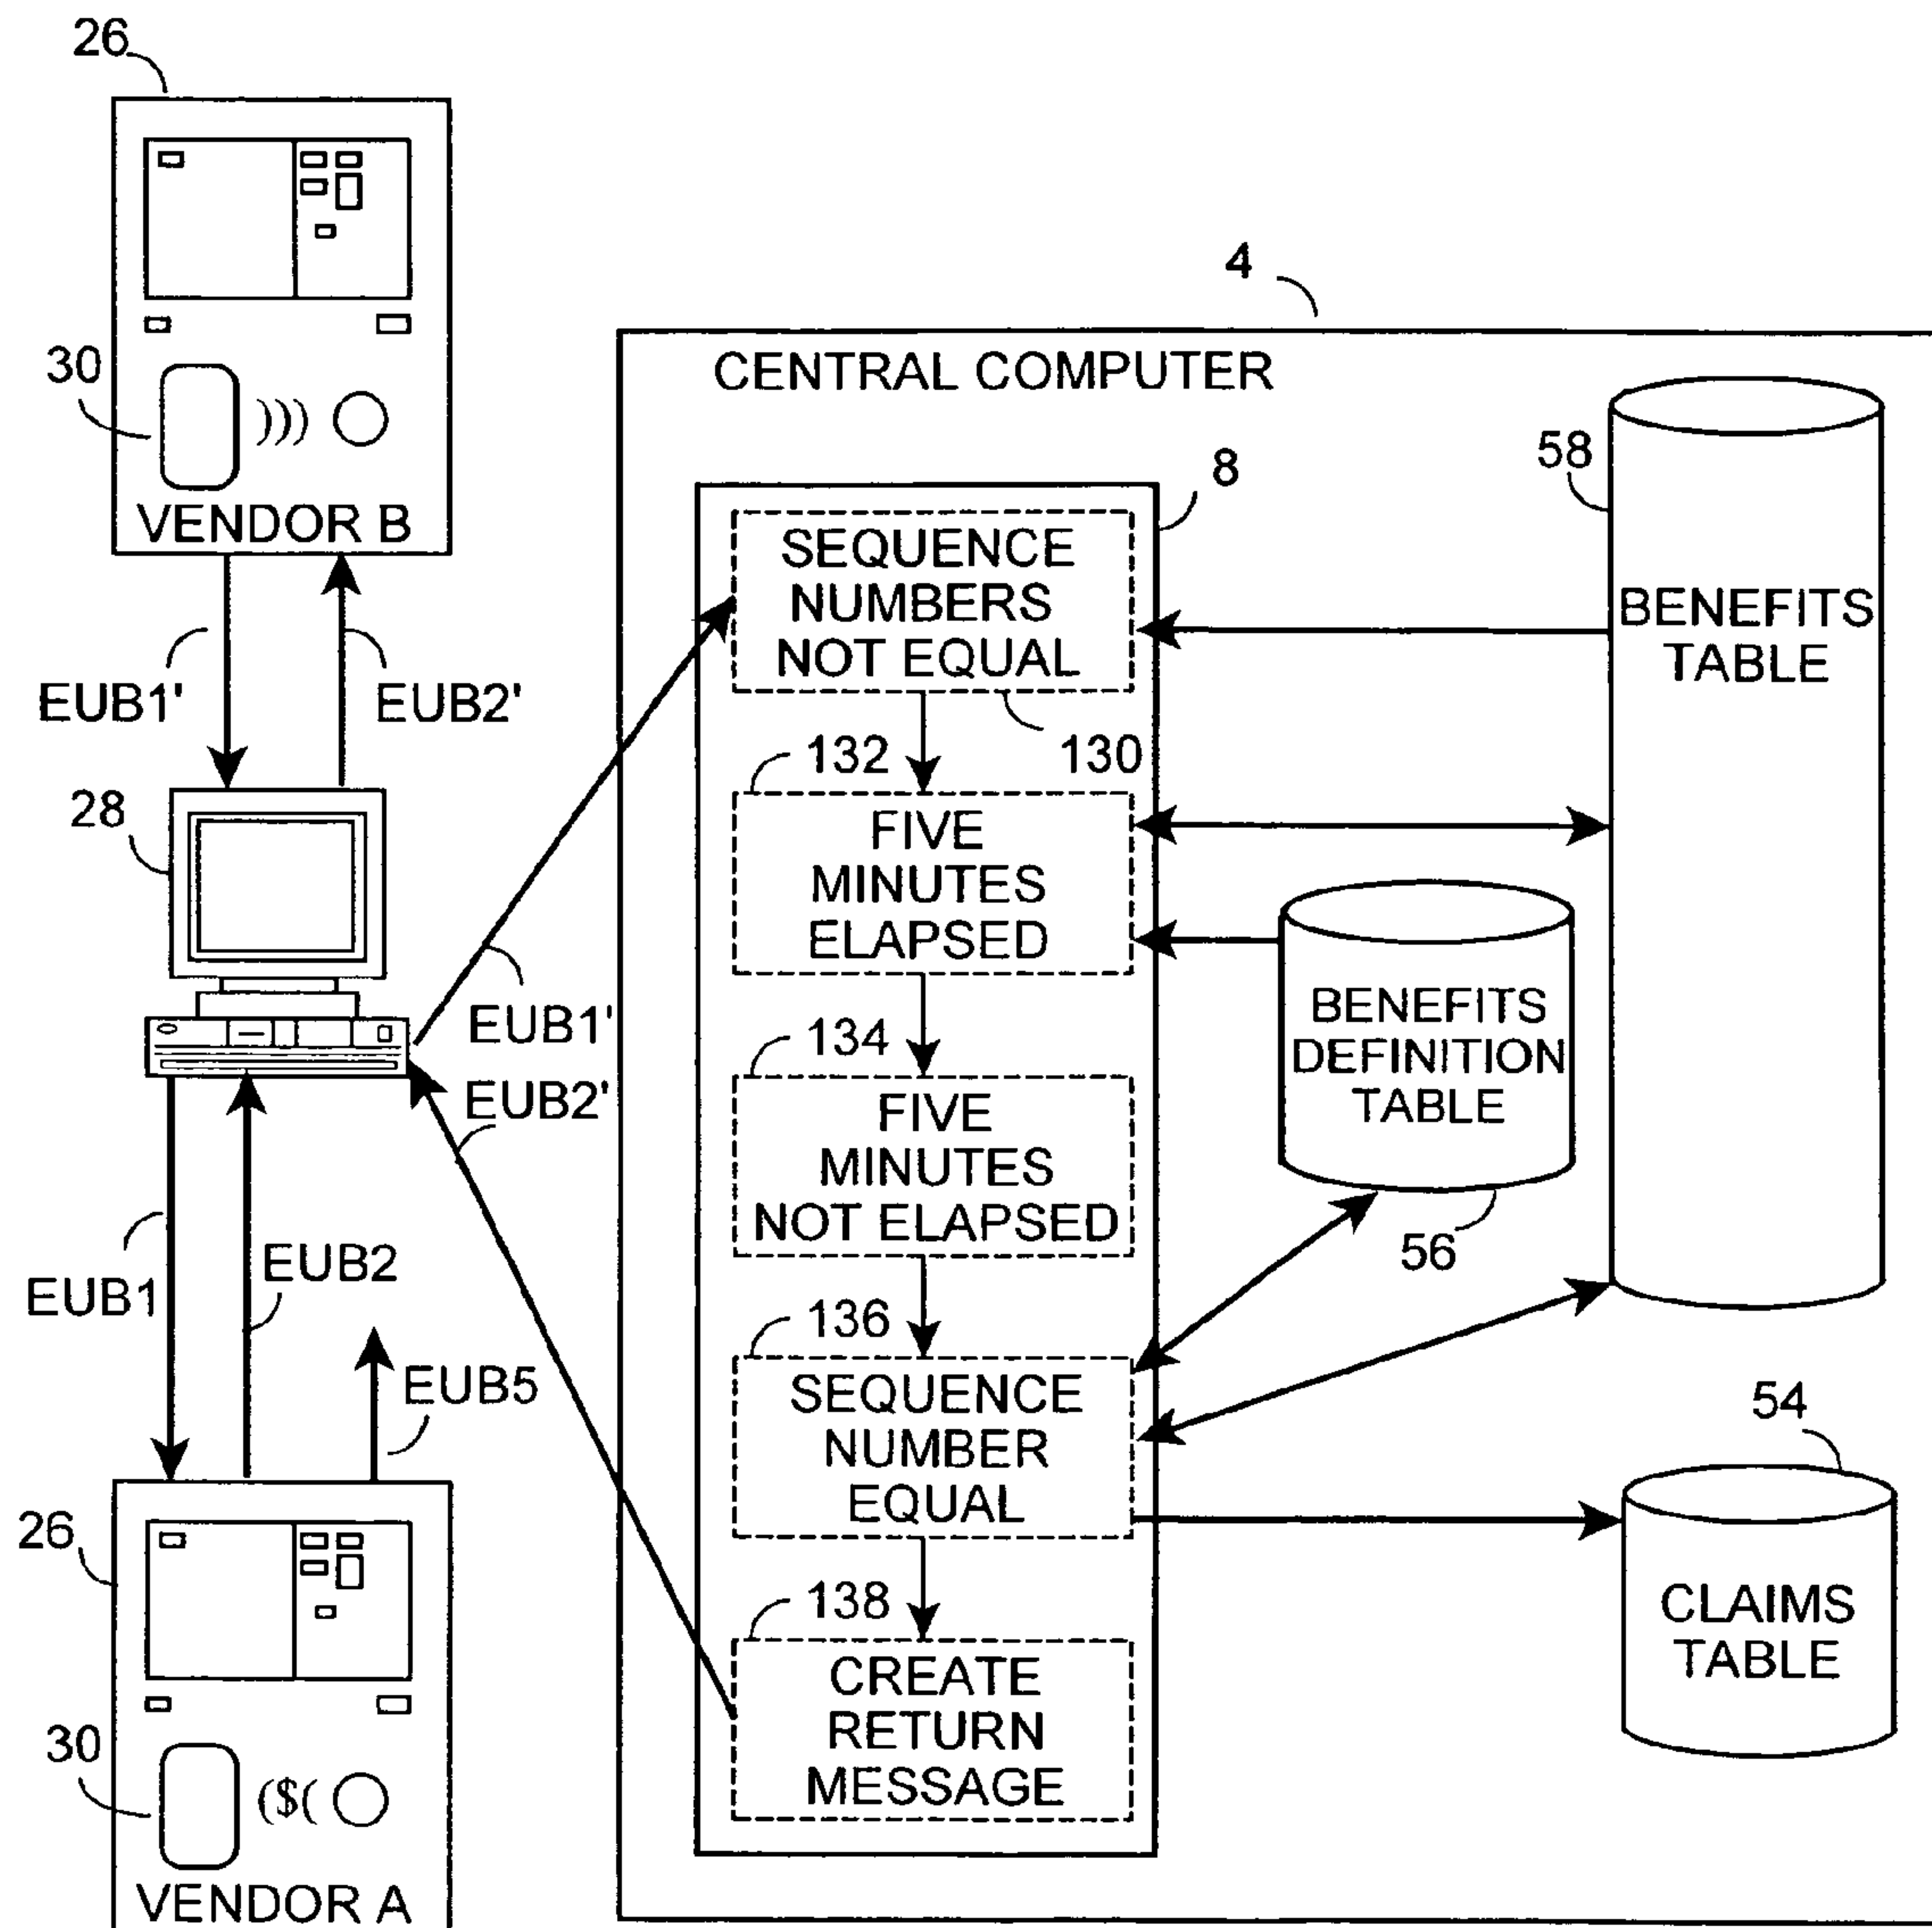 26
30
)))
VENDOR B
EUB1'
EUB2'
28
EUB1'
EUB2'
EUB1
EUB2
EUB5
26
30
($(
VENDOR A
4
CENTRAL COMPUTER
8
SEQUENCE
NUMBERS
NOT EQUAL
130
132
FIVE
MINUTES
ELAPSED
134
FIVE
MINUTES
NOT ELAPSED
136
SEQUENCE
NUMBER
EQUAL
138
CREATE
RETURN
MESSAGE
58
BENEFITS
TABLE
BENEFITS
DEFINITION
TABLE
56
54
CLAIMS
TABLE